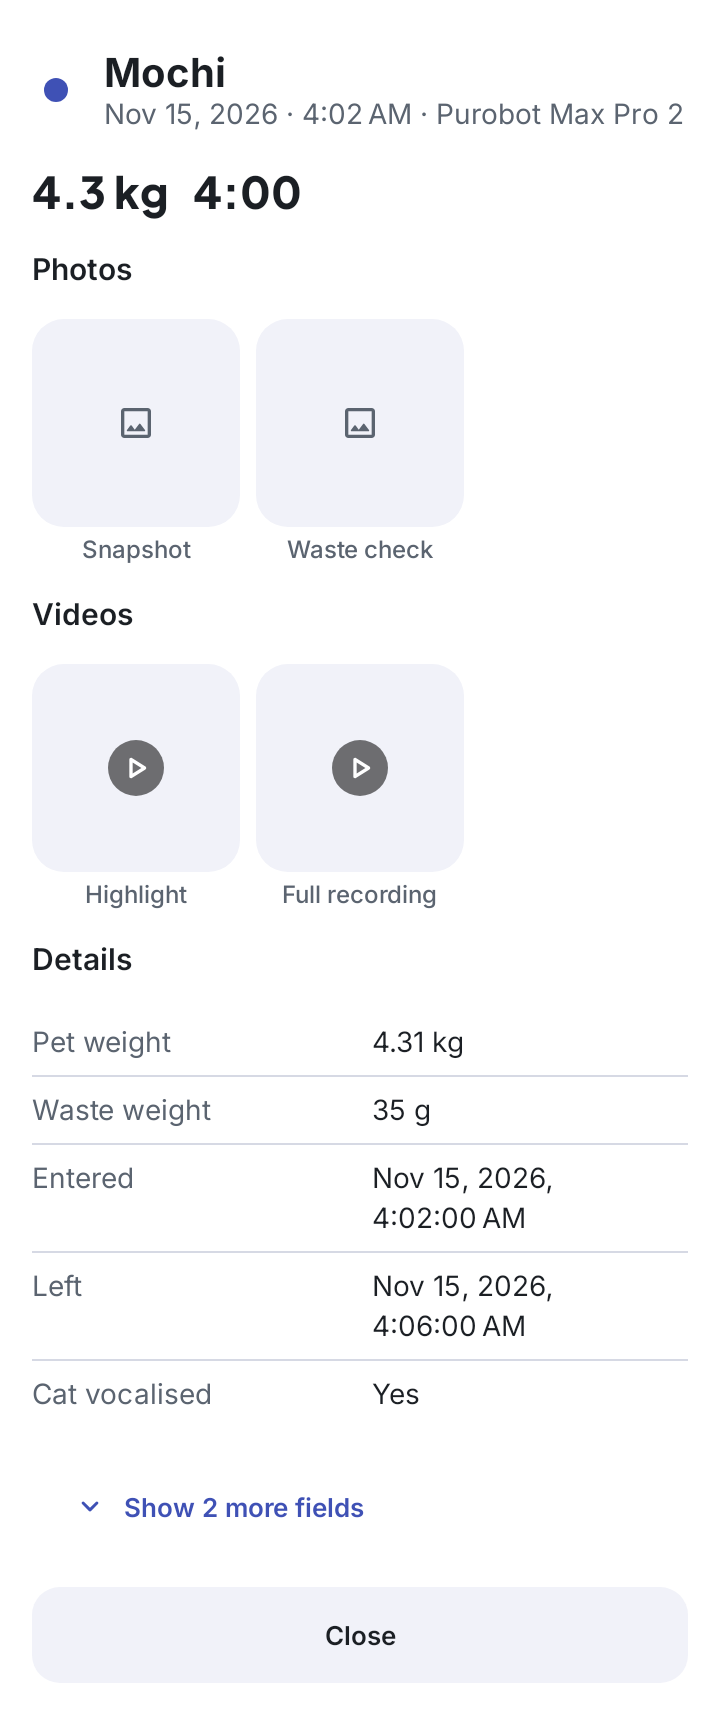 Mochi
Nov 15, 2026 · 4:02 AM · Purobot Max Pro 2
4.3 kg 4:00
Photos
Snapshot Waste check
Videos
Highlight Full recording
Details
Pet weight 4.31 kg
Waste weight 35 g
Entered Nov 15, 2026,
4:02:00 AM
Left Nov 15, 2026,
4:06:00 AM
Cat vocalised Yes
Show 2 more fields
Close